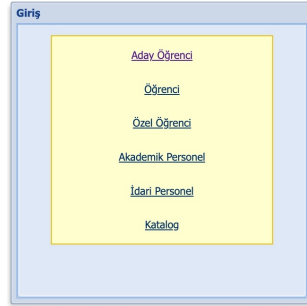 Giriş
Aday Öğrenci
Öğrenci
Özel Öğrenci
Akademik Personel
İdari Personel
Katalog